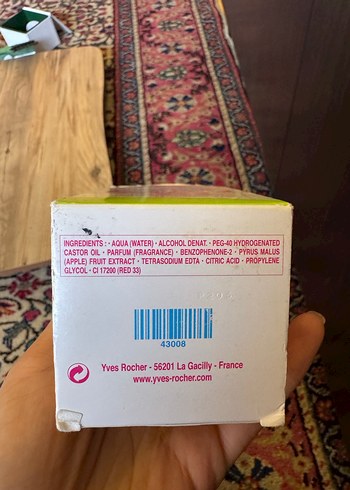 INGREDIENTS : - AQUA (WATER) - ALCOHOL DENAT. - PEG-40 HYDROGENATED
CASTOR OIL - PARFUM (FRAGRANCE) - BENZOPHENONE-2 - PYRUS MALUS
(APPLE) FRUIT EXTRACT - TETRASODIUM EDTA - CITRIC ACID - PROPYLENE
GLYCOL - CI 17200 (RED 33)
43008
Yves Rocher - 56201 La Gacilly - France
www.yves-rocher.com